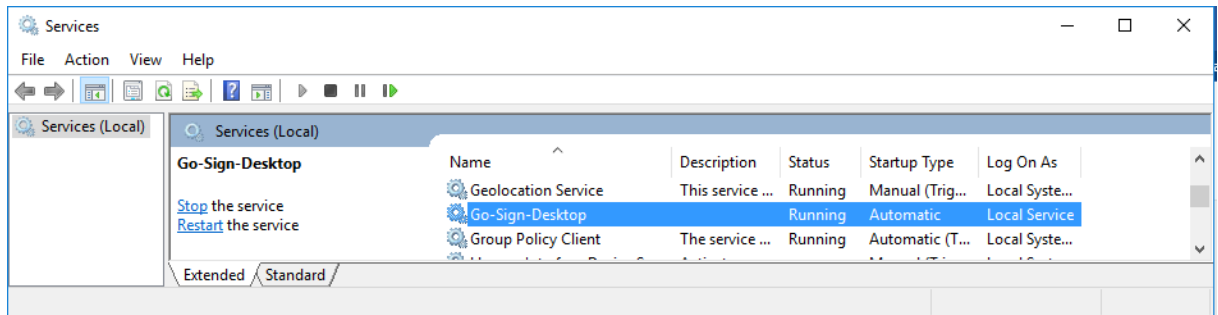 Services
File Action View Help
Services (Local)
Services (Local)
Go-Sign-Desktop
Stop the service
Restart the service
Name Description Status Startup Type Log On As
Geolocation Service This service ... Running Manual (Trig... Local Syste...
Go-Sign-Desktop Running Automatic Local Service
Group Policy Client The service ... Running Automatic (T... Local Syste...
Extended Standard